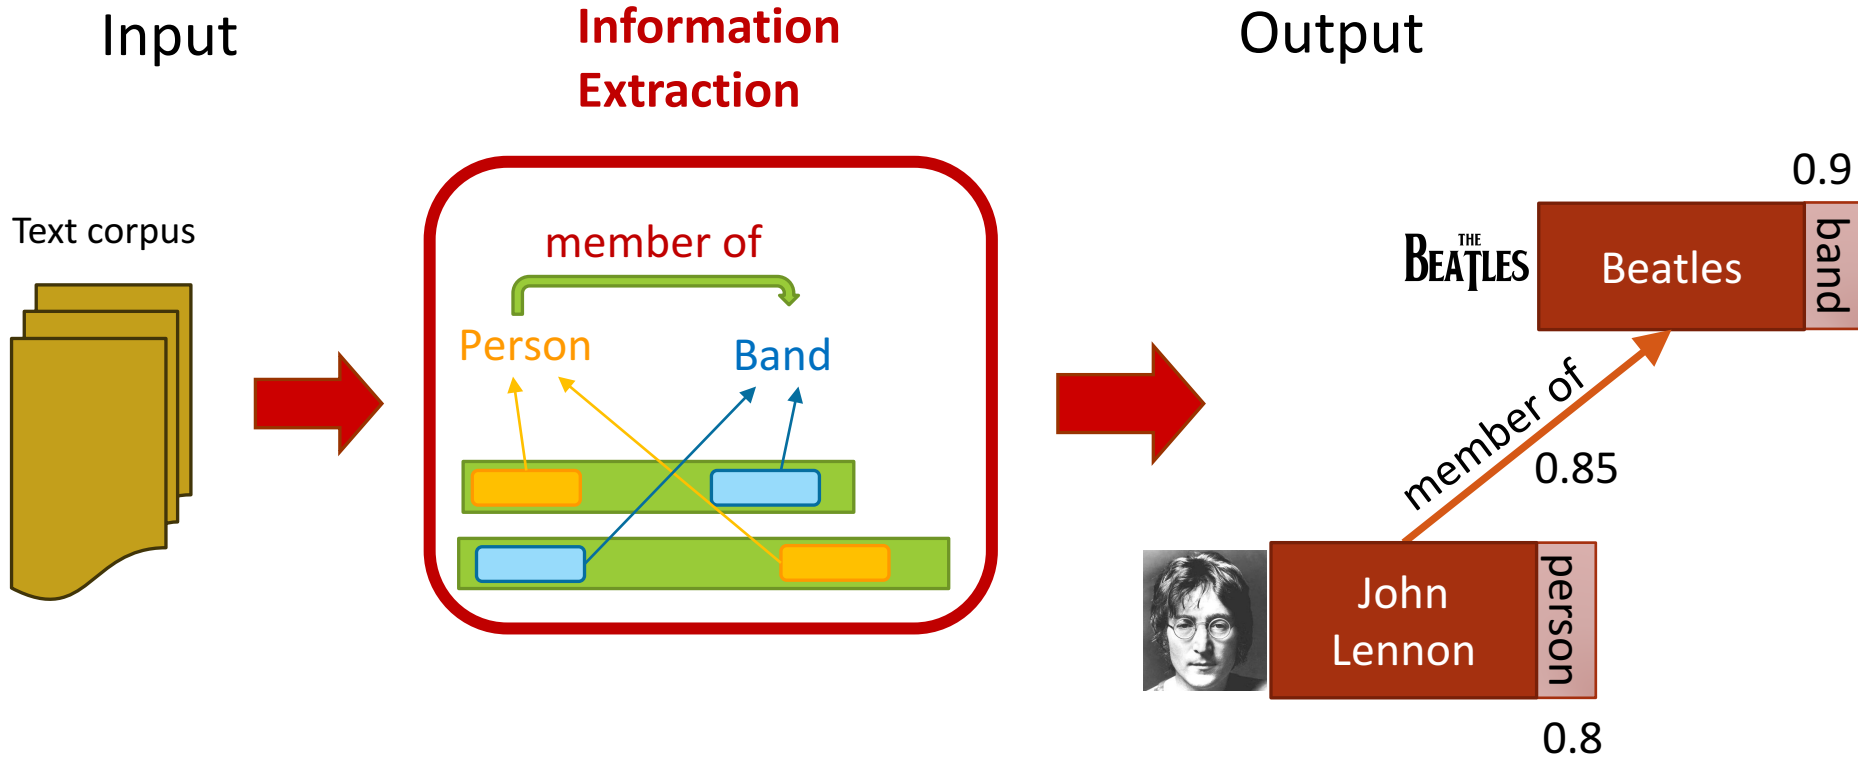 Input
Information
Extraction
Output
Text corpus
member of
Person
Band
0.9
THE
BEATLES
Beatles
band
member of
0.85
John
Lennon
person
0.8